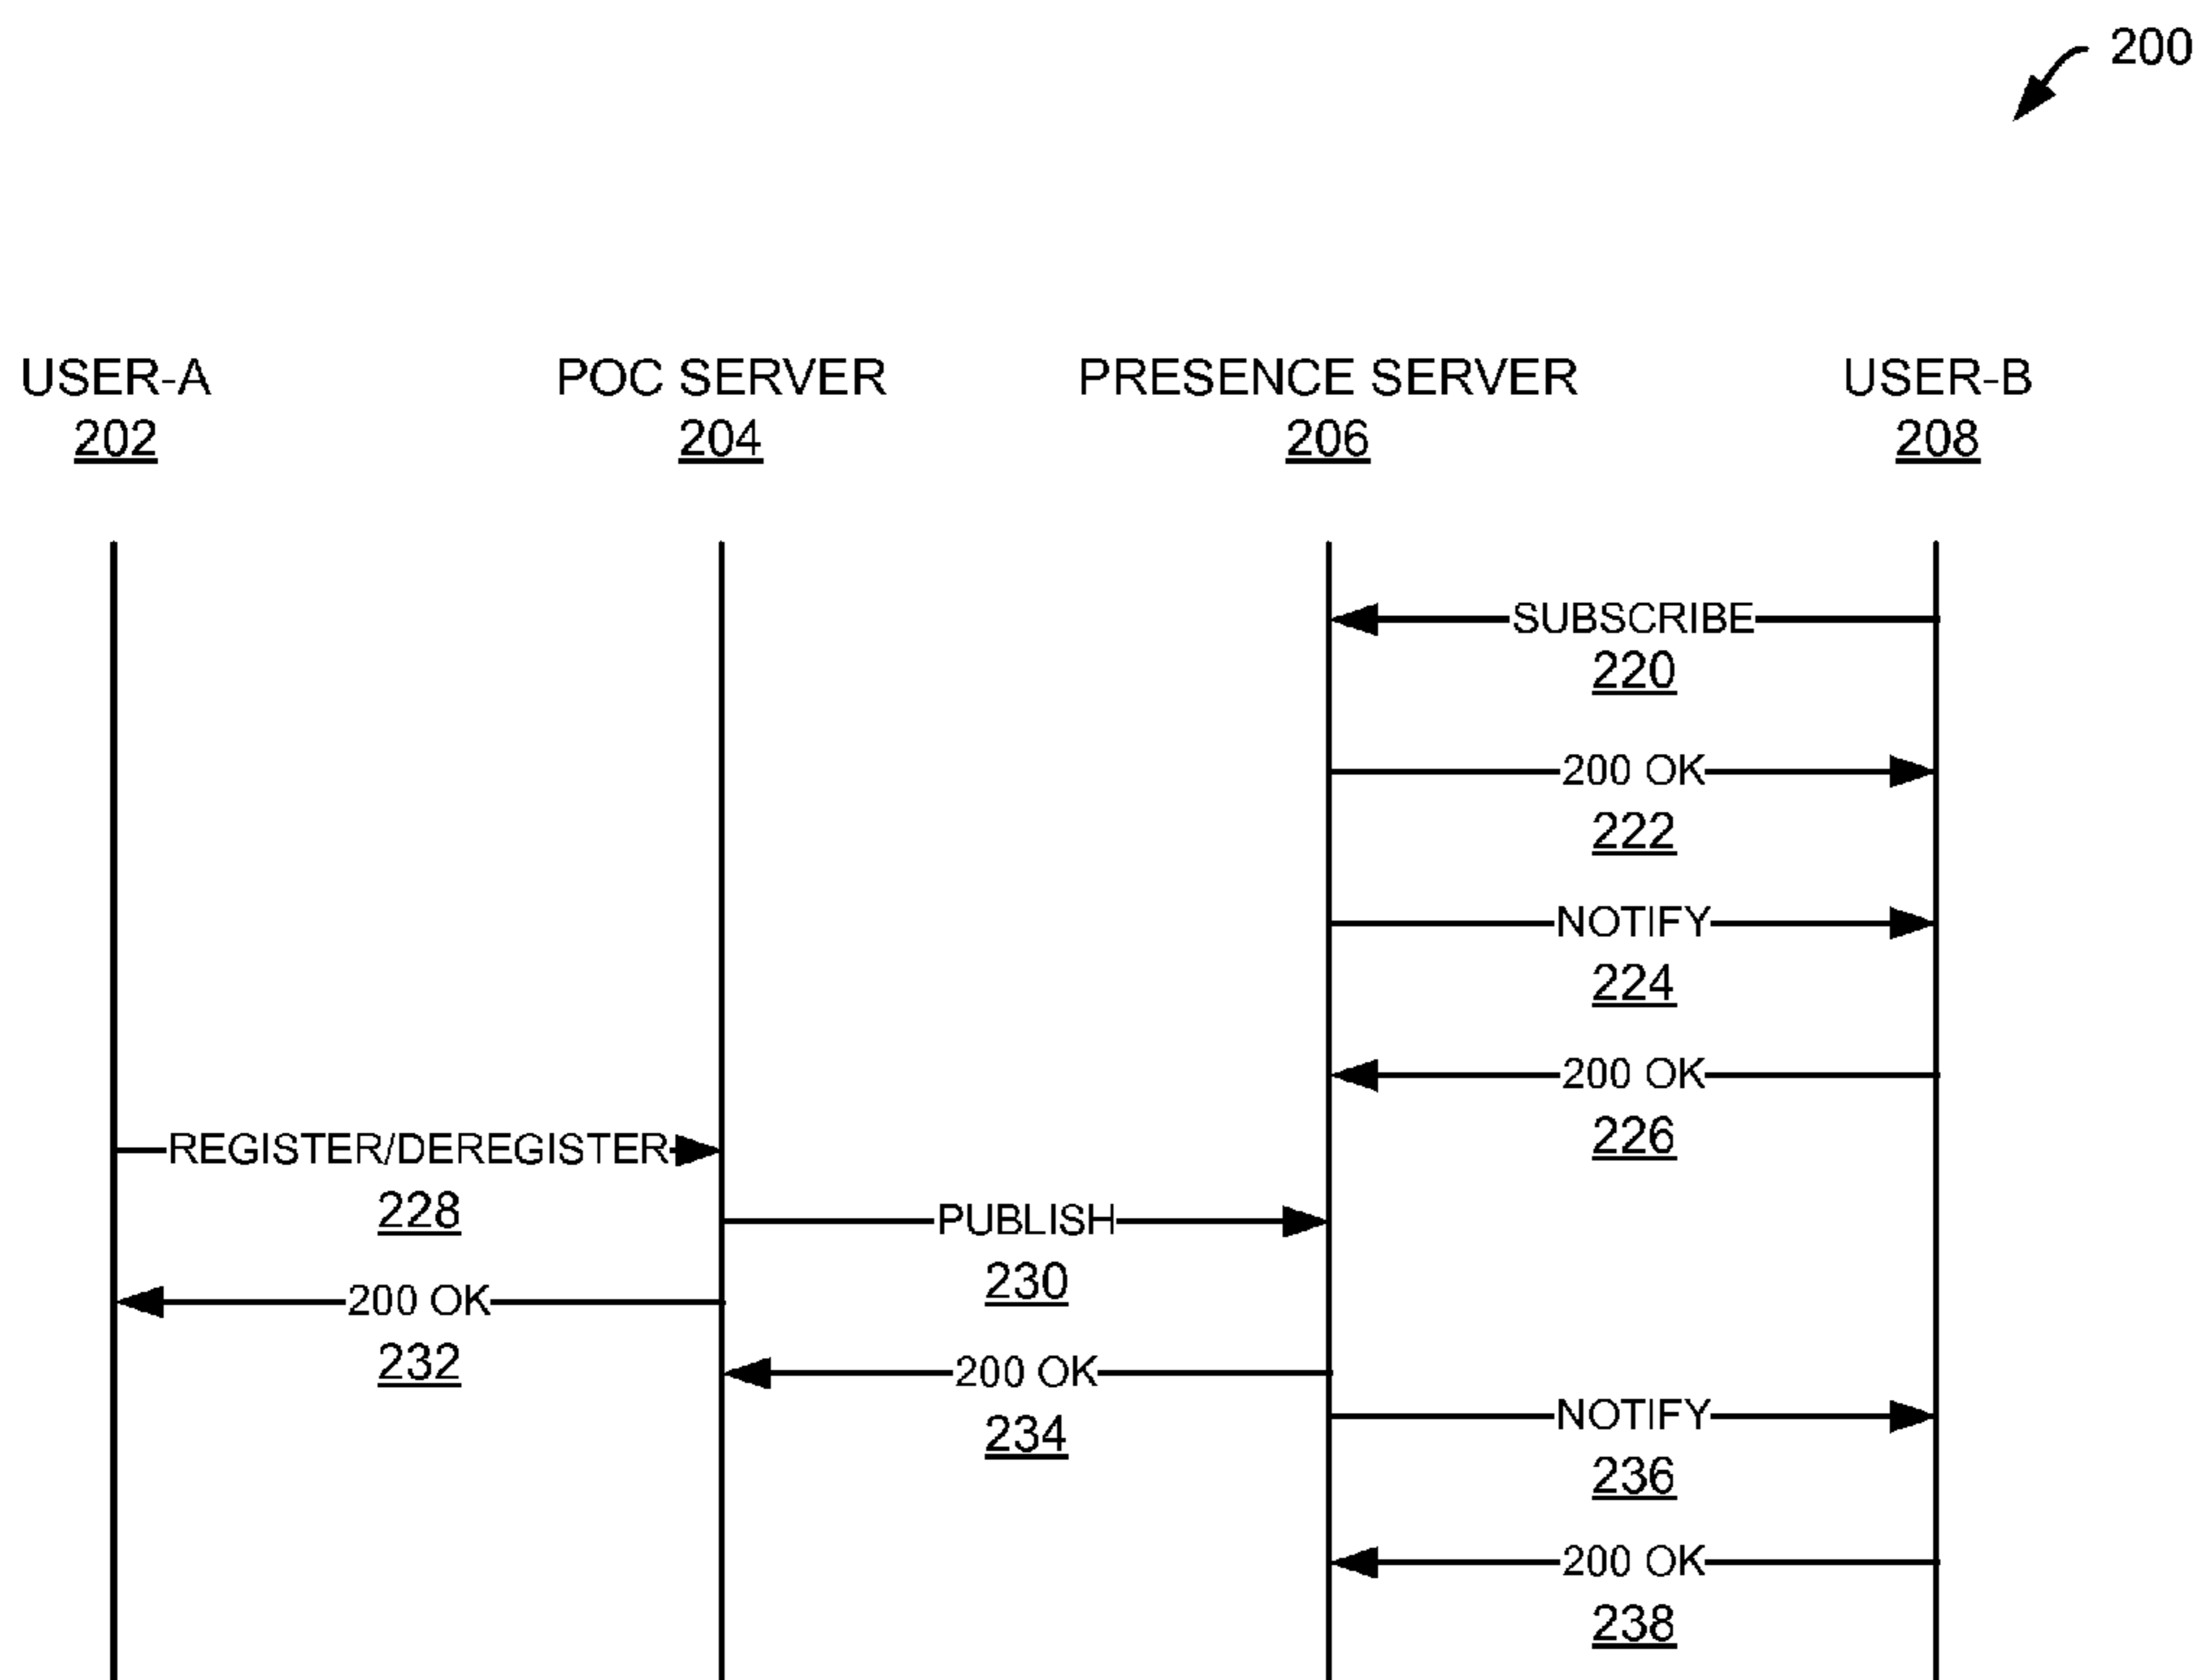 200
USER-A
202
POC SERVER
204
PRESENCE SERVER
206
USER-B
208
SUBSCRIBE
220
200 OK
222
NOTIFY
224
200 OK
226
REGISTER/DEREGISTER
228
PUBLISH
230
200 OK
232
200 OK
234
NOTIFY
236
200 OK
238